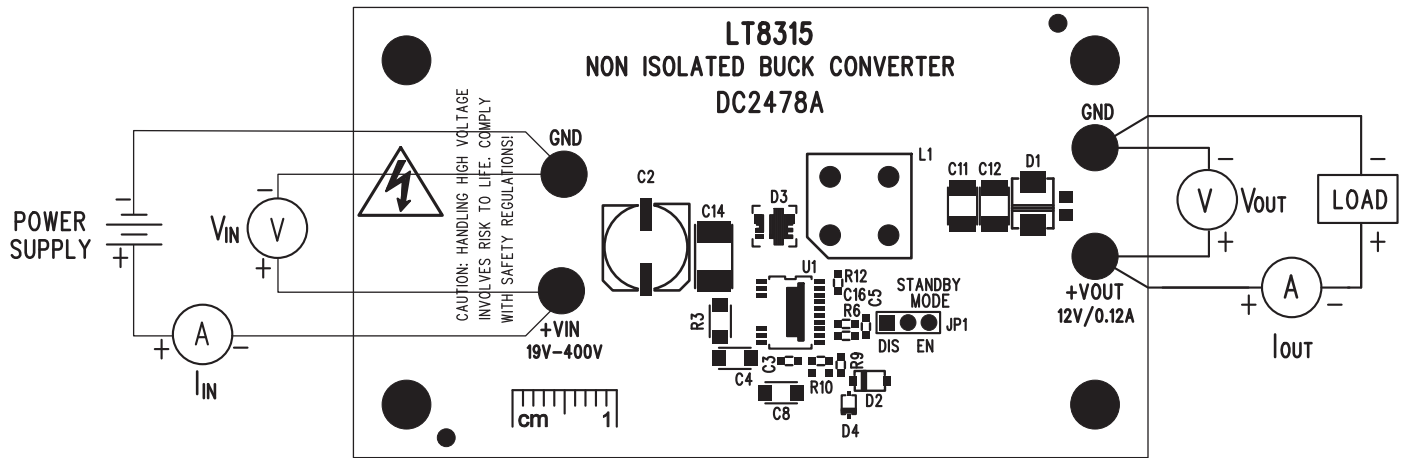 LT8315
NON ISOLATED BUCK CONVERTER
DC2478A
CAUTION: HANDLING HIGH VOLTAGE
INVOLVES RISK TO LIFE. COMPLY
WITH SAFETY REGULATIONS!
POWER
SUPPLY
-
+
VIN
-
V
+
+
A
-
IIN
GND
+VIN
19V-400V
cm 1
C2
C14
D3
L1
C11
C12
D1
U1
R12
C16
C5
R6
STANDBY
MODE
JP1
DIS EN
R3
C4
C3
R10
R9
C8
D2
D4
GND
+VOUT
12V/0.12A
-
V
+
VOUT
-
LOAD
+
+
A
-
IOUT